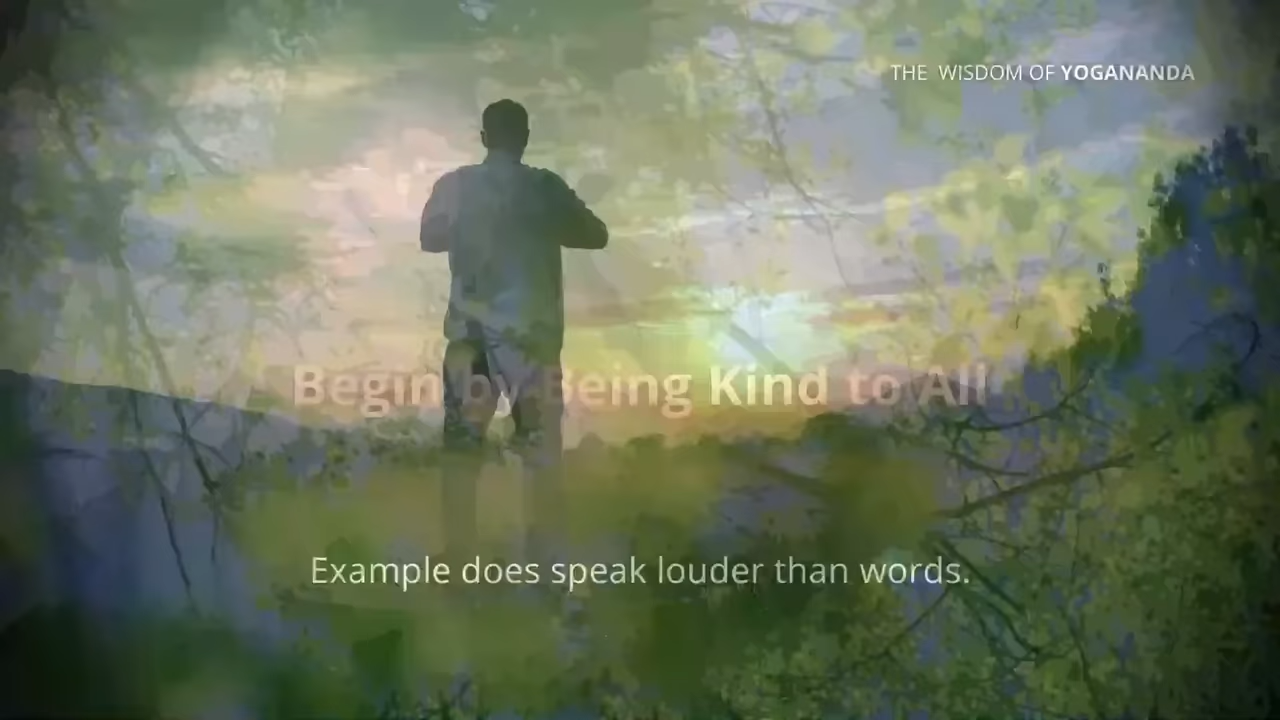 THE WISDOM OF YOGANANDA
Begin by Being Kind to All
Example does speak louder than words.